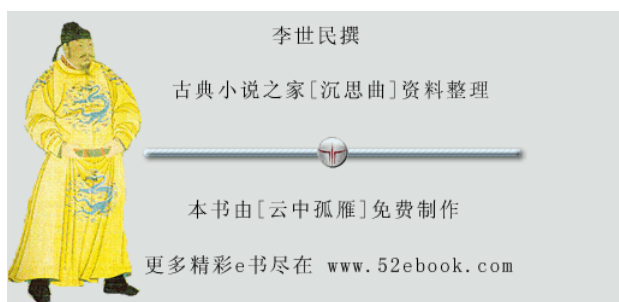 李世民撰
古典小说之家[沉思曲]资料整理
本书由[云中孤雁]免费制作
更多精彩e书尽在 www.52ebook.com